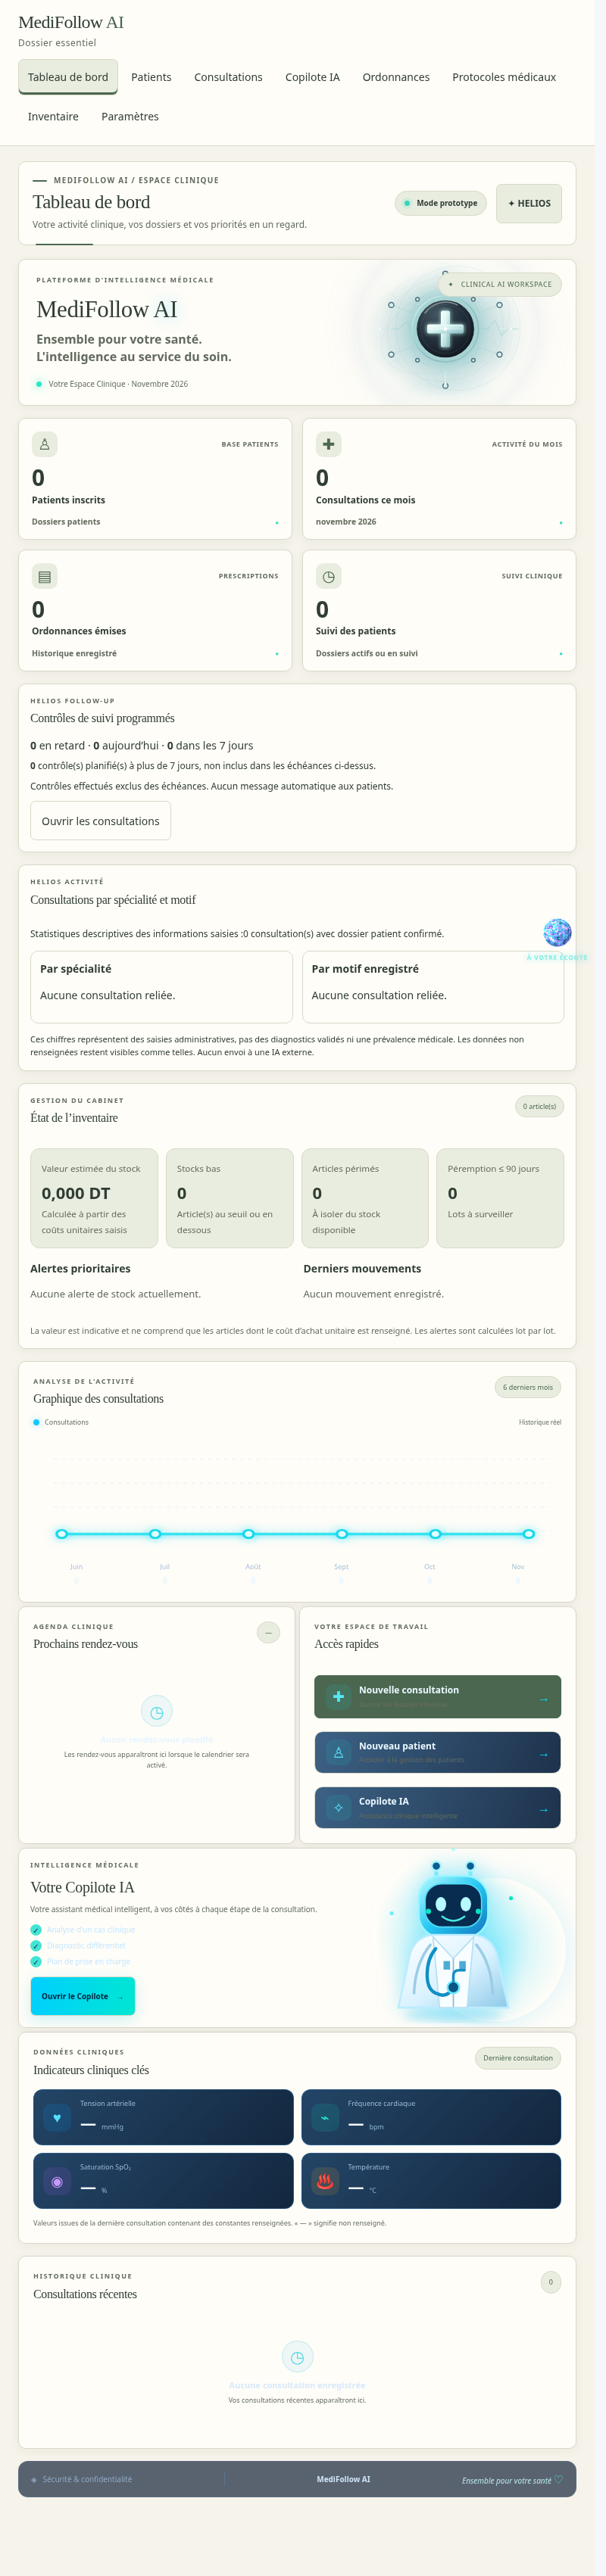 MediFollow AI
Dossier essentiel
Tableau de bord
Patients
Consultations
Copilote IA
Ordonnances
Protocoles médicaux
Inventaire
Paramètres
MEDIFOLLOW AI / ESPACE CLINIQUE
Tableau de bord
Votre activité clinique, vos dossiers et vos priorités en un regard.
Mode prototype
✦ HELIOS
PLATEFORME D'INTELLIGENCE MÉDICALE
MediFollow AI
Ensemble pour votre santé.
L'intelligence au service du soin.
Votre Espace Clinique · Novembre 2026
✦ CLINICAL AI WORKSPACE
BASE PATIENTS
0
Patients inscrits
Dossiers patients
ACTIVITÉ DU MOIS
0
Consultations ce mois
novembre 2026
PRESCRIPTIONS
0
Ordonnances émises
Historique enregistré
SUIVI CLINIQUE
0
Suivi des patients
Dossiers actifs ou en suivi
HELIOS FOLLOW-UP
Contrôles de suivi programmés
0 en retard · 0 aujourd’hui · 0 dans les 7 jours
0 contrôle(s) planifié(s) à plus de 7 jours, non inclus dans les échéances ci-dessus.
Contrôles effectués exclus des échéances. Aucun message automatique aux patients.
Ouvrir les consultations
HELIOS ACTIVITÉ
Consultations par spécialité et motif
Statistiques descriptives des informations saisies :0 consultation(s) avec dossier patient confirmé.
À VOTRE ÉCOUTE
Par spécialité
Aucune consultation reliée.
Par motif enregistré
Aucune consultation reliée.
Ces chiffres représentent des saisies administratives, pas des diagnostics validés ni une prévalence médicale. Les données non
renseignées restent visibles comme telles. Aucun envoi à une IA externe.
GESTION DU CABINET
État de l’inventaire
0 article(s)
Valeur estimée du stock
0,000 DT
Calculée à partir des
coûts unitaires saisis
Stocks bas
0
Article(s) au seuil ou en
dessous
Articles périmés
0
À isoler du stock
disponible
Péremption ≤ 90 jours
0
Lots à surveiller
Alertes prioritaires
Aucune alerte de stock actuellement.
Derniers mouvements
Aucun mouvement enregistré.
La valeur est indicative et ne comprend que les articles dont le coût d’achat unitaire est renseigné. Les alertes sont calculées lot par lot.
ANALYSE DE L'ACTIVITÉ
Graphique des consultations
6 derniers mois
Consultations
Historique réel
Juin
Juil
Août
Sept
Oct
Nov
0
0
0
0
0
0
AGENDA CLINIQUE
Prochains rendez-vous
—
Aucun rendez-vous planifié
Les rendez-vous apparaîtront ici lorsque le calendrier sera
activé.
VOTRE ESPACE DE TRAVAIL
Accès rapides
Nouvelle consultation
→
Nouveau patient
Accéder à la gestion des patients
→
Copilote IA
Assistance clinique intelligente
→
INTELLIGENCE MÉDICALE
Votre Copilote IA
Votre assistant médical intelligent, à vos côtés à chaque étape de la consultation.
✓ Analyse d'un cas clinique
✓ Diagnostic différentiel
✓ Plan de prise en charge
Ouvrir le Copilote →
DONNÉES CLINIQUES
Indicateurs cliniques clés
Dernière consultation
Tension artérielle
— mmHg
Fréquence cardiaque
— bpm
Saturation SpO₂
— %
Température
— °C
Valeurs issues de la dernière consultation contenant des constantes renseignées. « — » signifie non renseigné.
HISTORIQUE CLINIQUE
Consultations récentes
0
Aucune consultation enregistrée
Vos consultations récentes apparaîtront ici.
Sécurité & confidentialité
MediFollow AI
Ensemble pour votre santé ♡